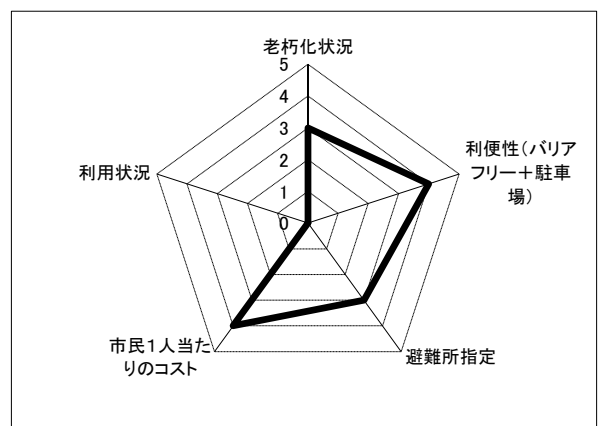 老朽化状況
5
4
3
2
1
0
利便性(バリア
フリー+駐車
場)
避難所指定
市民1人当た
りのコスト
利用状況